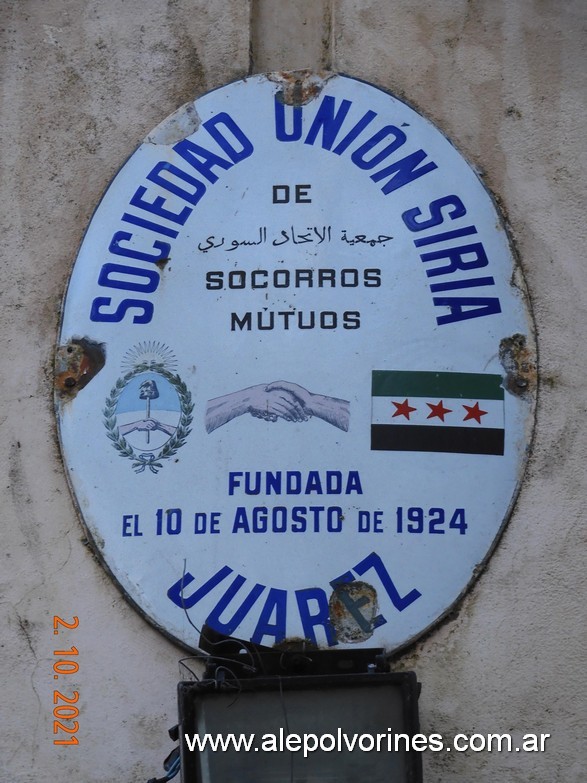 SOCIEDAD UNIÓN SIRIA
DE
جمعية الاتحاد السوري
SOCORROS
MUTUOS
FUNDADA
EL 10 DE AGOSTO DE 1924
JUAREZ
2. 10. 2021
www.alepolvorines.com.ar